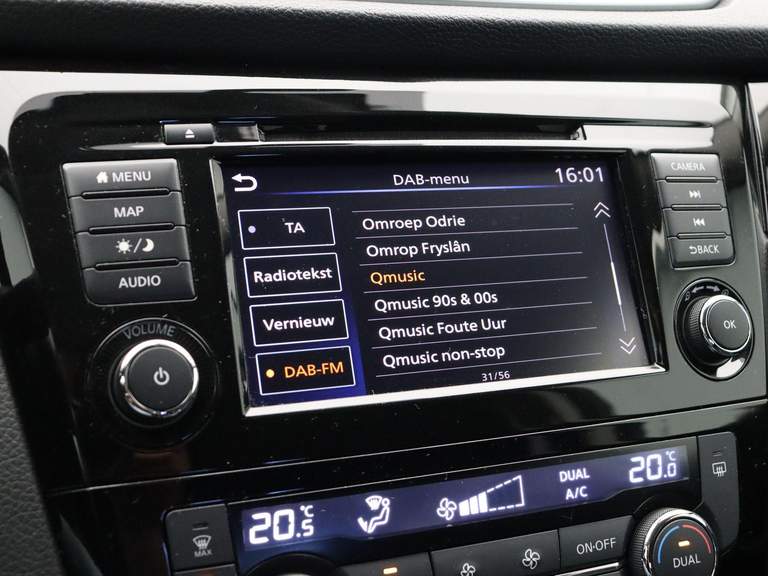 MENU
MAP
AUDIO
VOLUME
DAB-menu 16:01
TA
Radiotekst
Vernieuw
DAB-FM
Omroep Odrie
Omrop Fryslân
Qmusic
Qmusic 90s & 00s
Qmusic Foute Uur
Qmusic non-stop
31/56
CAMERA
BACK
OK
20.5°C
DUAL
A/C
20.0°C
MAX
ON·OFF
DUAL